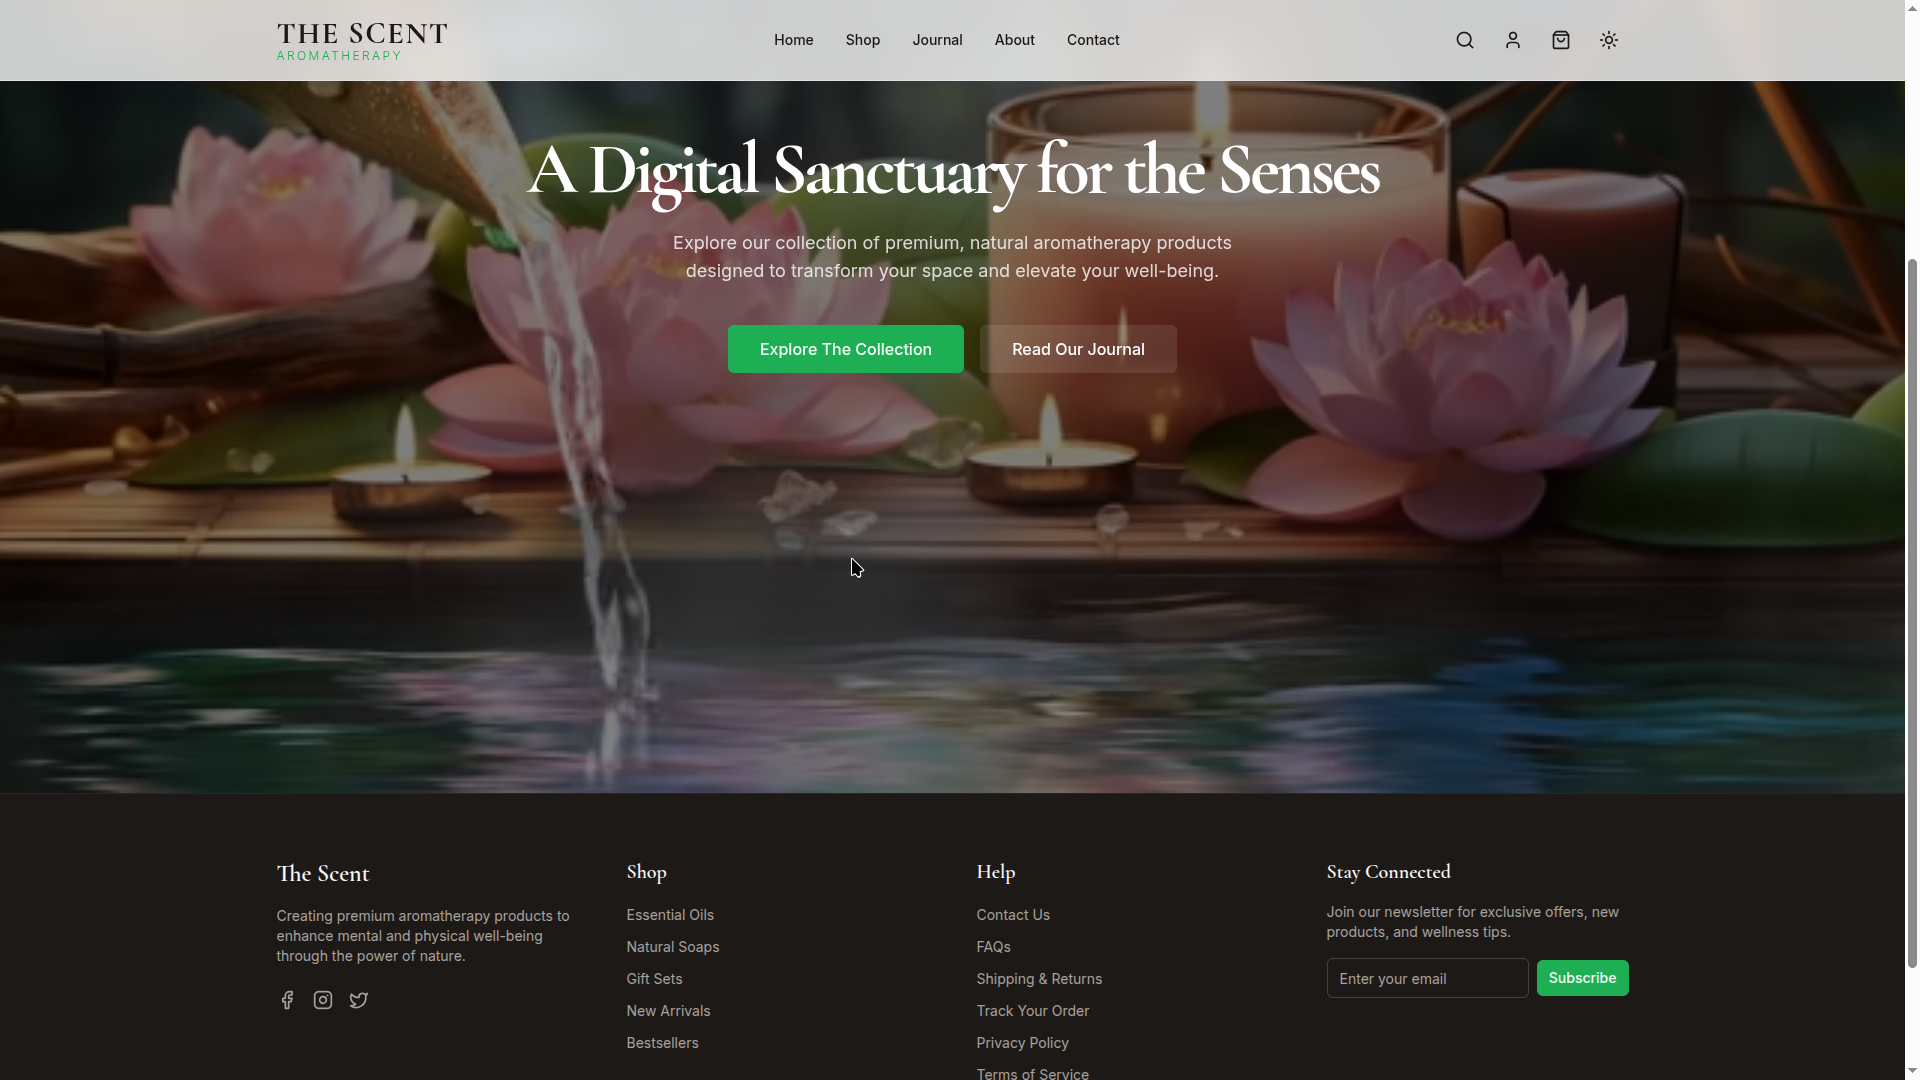 THE SCENT
AROMATHERAPY
Home
Shop
Journal
About
Contact
A Digital Sanctuary for the Senses
Explore our collection of premium, natural aromatherapy products
designed to transform your space and elevate your well-being.
Explore The Collection
Read Our Journal
The Scent
Creating premium aromatherapy products to
enhance mental and physical well-being
through the power of nature.
Shop
Essential Oils
Natural Soaps
Gift Sets
New Arrivals
Bestsellers
Help
Contact Us
FAQs
Shipping & Returns
Track Your Order
Privacy Policy
Terms of Service
Stay Connected
Join our newsletter for exclusive offers, new
products, and wellness tips.
Enter your email
Subscribe